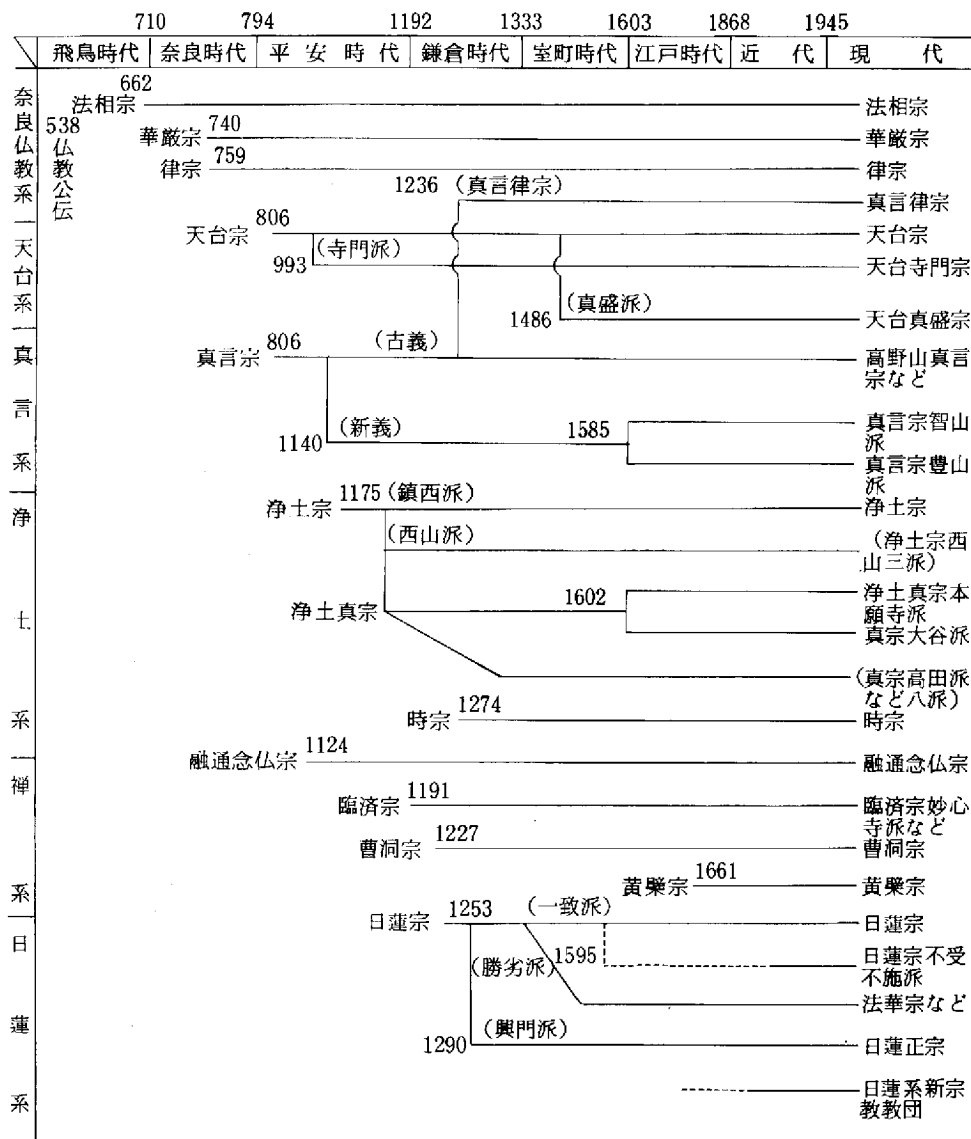 710 794 1192 1333 1603 1868 1945
飛鳥時代 奈良時代 平安時代 鎌倉時代 室町時代 江戸時代 近代 現代
奈良仏教系
天台系
真言系
浄土系
禅系
日蓮系
538 仏教公伝
法相宗 662 法相宗
華厳宗 740 華厳宗
律宗 759 律宗
1236 (真言律宗) 真言律宗
天台宗 806 天台宗
993 (寺門派) 天台寺門宗
1486 (真盛派) 天台真盛宗
真言宗 806 (古義) 高野山真言
宗など
1140 (新義) 1585 真言宗智山
派
真言宗豊山
派
浄土宗 1175 (鎮西派) 浄土宗
(西山派) (浄土宗西
山三派)
浄土真宗 1602 浄土真宗本
願寺派
真宗大谷派
(真宗高田派
など八派)
時宗 1274 時宗
融通念仏宗 1124 融通念仏宗
臨済宗 1191 臨済宗妙心
寺派など
曹洞宗 1227 曹洞宗
黄檗宗 1661 黄檗宗
日蓮宗 1253 (一致派) 日蓮宗
(勝劣派) 1595 日蓮宗不受
不施派
法華宗など
1290 (興門派) 日蓮正宗
日蓮系新宗
教教団